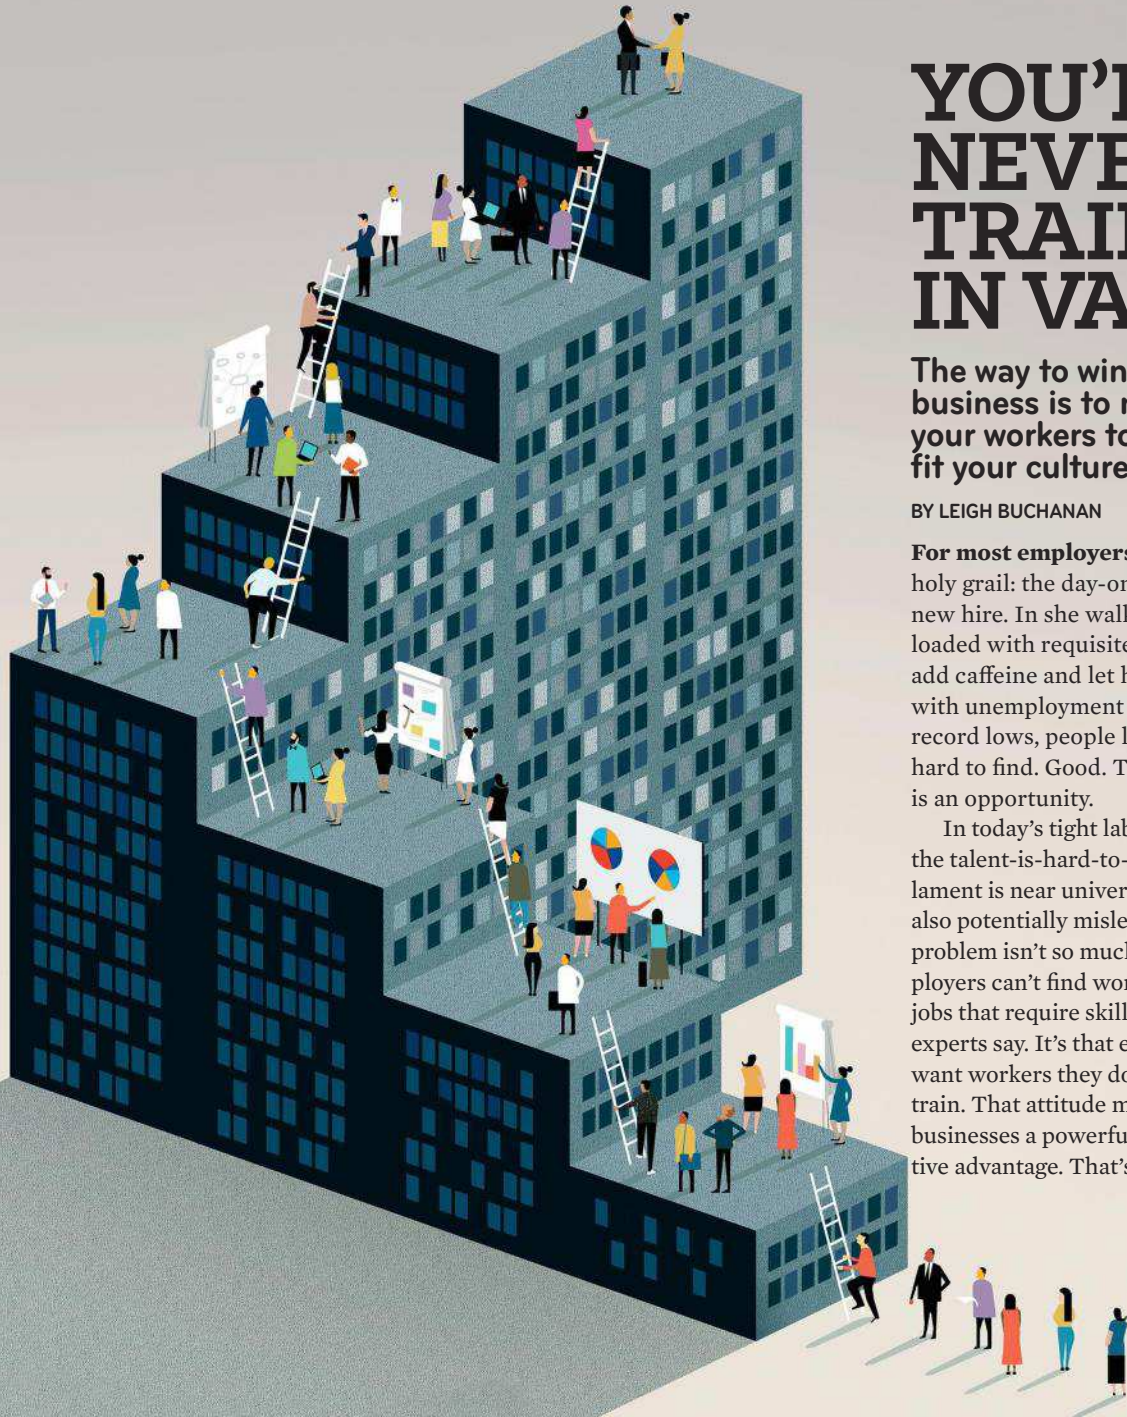 YOU'
NEVE
TRAI
IN VA
The way to win
business is to
your workers to
fit your culture
BY LEIGH BUCHANAN
For most employers
holy grail: the day-on
new hire. In she walk
loaded with requisite
add caffeine and let h
with unemployment
record lows, people l
hard to find. Good. T
is an opportunity.
In today's tight lab
the talent-is-hard-to-
lament is near univer
also potentially misle
problem isn't so much
ployers can't find wor
jobs that require skill
experts say. It's that e
want workers they do
train. That attitude m
businesses a powerfu
tive advantage. That's